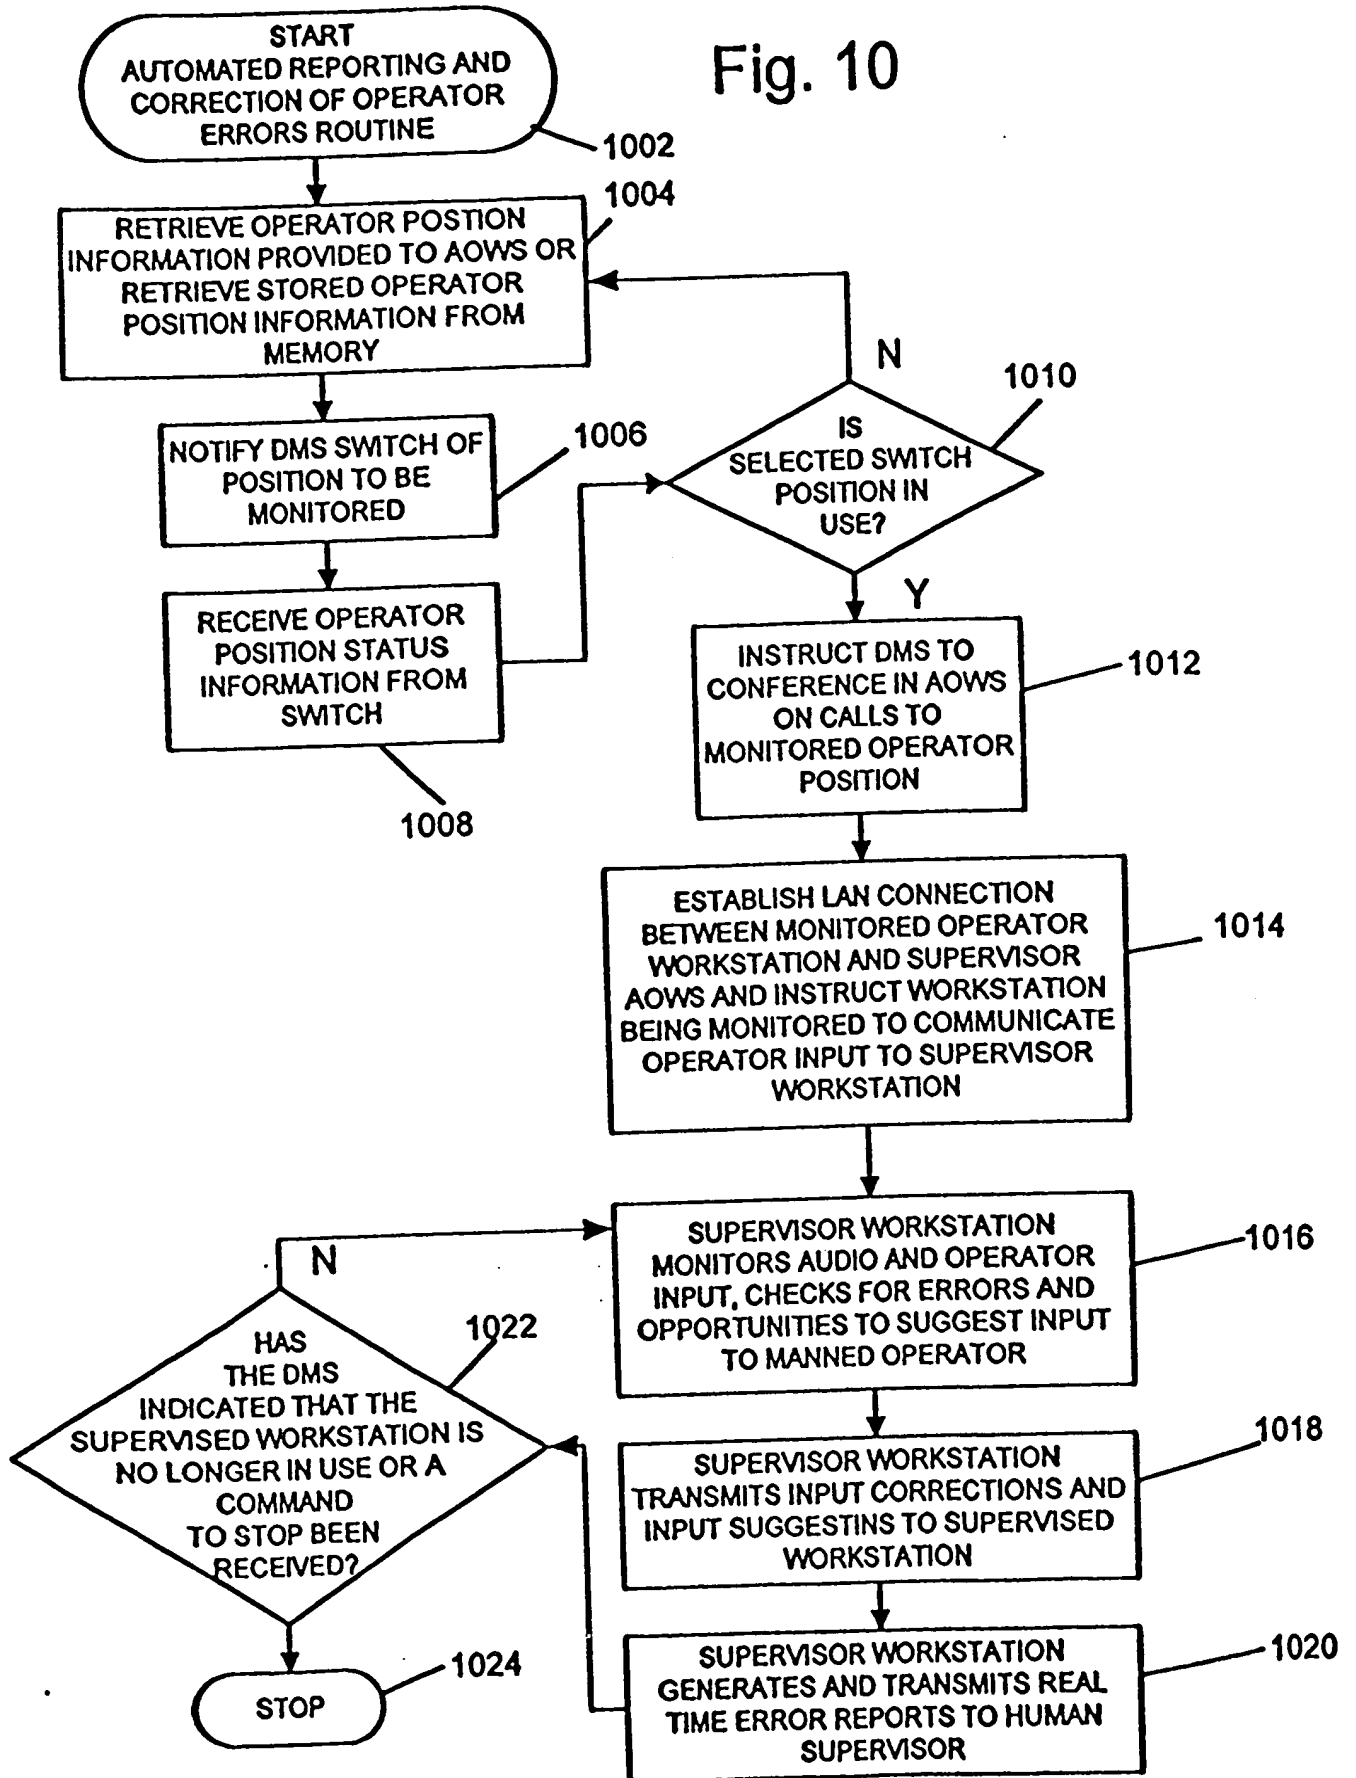 Fig. 10
START
AUTOMATED REPORTING AND
CORRECTION OF OPERATOR
ERRORS ROUTINE
1002
1004
RETRIEVE OPERATOR POSTION
INFORMATION PROVIDED TO AOWS OR
RETRIEVE STORED OPERATOR
POSITION INFORMATION FROM
MEMORY
NOTIFY DMS SWITCH OF
POSITION TO BE
MONITORED
1006
RECEIVE OPERATOR
POSITION STATUS
INFORMATION FROM
SWITCH
1008
N
1010
IS
SELECTED SWITCH
POSITION IN
USE?
Y
INSTRUCT DMS TO
CONFERENCE IN AOWS
ON CALLS TO
MONITORED OPERATOR
POSITION
1012
ESTABLISH LAN CONNECTION
BETWEEN MONITORED OPERATOR
WORKSTATION AND SUPERVISOR
AOWS AND INSTRUCT WORKSTATION
BEING MONITORED TO COMMUNICATE
OPERATOR INPUT TO SUPERVISOR
WORKSTATION
1014
SUPERVISOR WORKSTATION
MONITORS AUDIO AND OPERATOR
INPUT, CHECKS FOR ERRORS AND
OPPORTUNITIES TO SUGGEST INPUT
TO MANNED OPERATOR
1016
SUPERVISOR WORKSTATION
TRANSMITS INPUT CORRECTIONS AND
INPUT SUGGESTINS TO SUPERVISED
WORKSTATION
1018
SUPERVISOR WORKSTATION
GENERATES AND TRANSMITS REAL
TIME ERROR REPORTS TO HUMAN
SUPERVISOR
1020
N
1022
HAS
THE DMS
INDICATED THAT THE
SUPERVISED WORKSTATION IS
NO LONGER IN USE OR A
COMMAND
TO STOP BEEN
RECEIVED?
STOP
1024